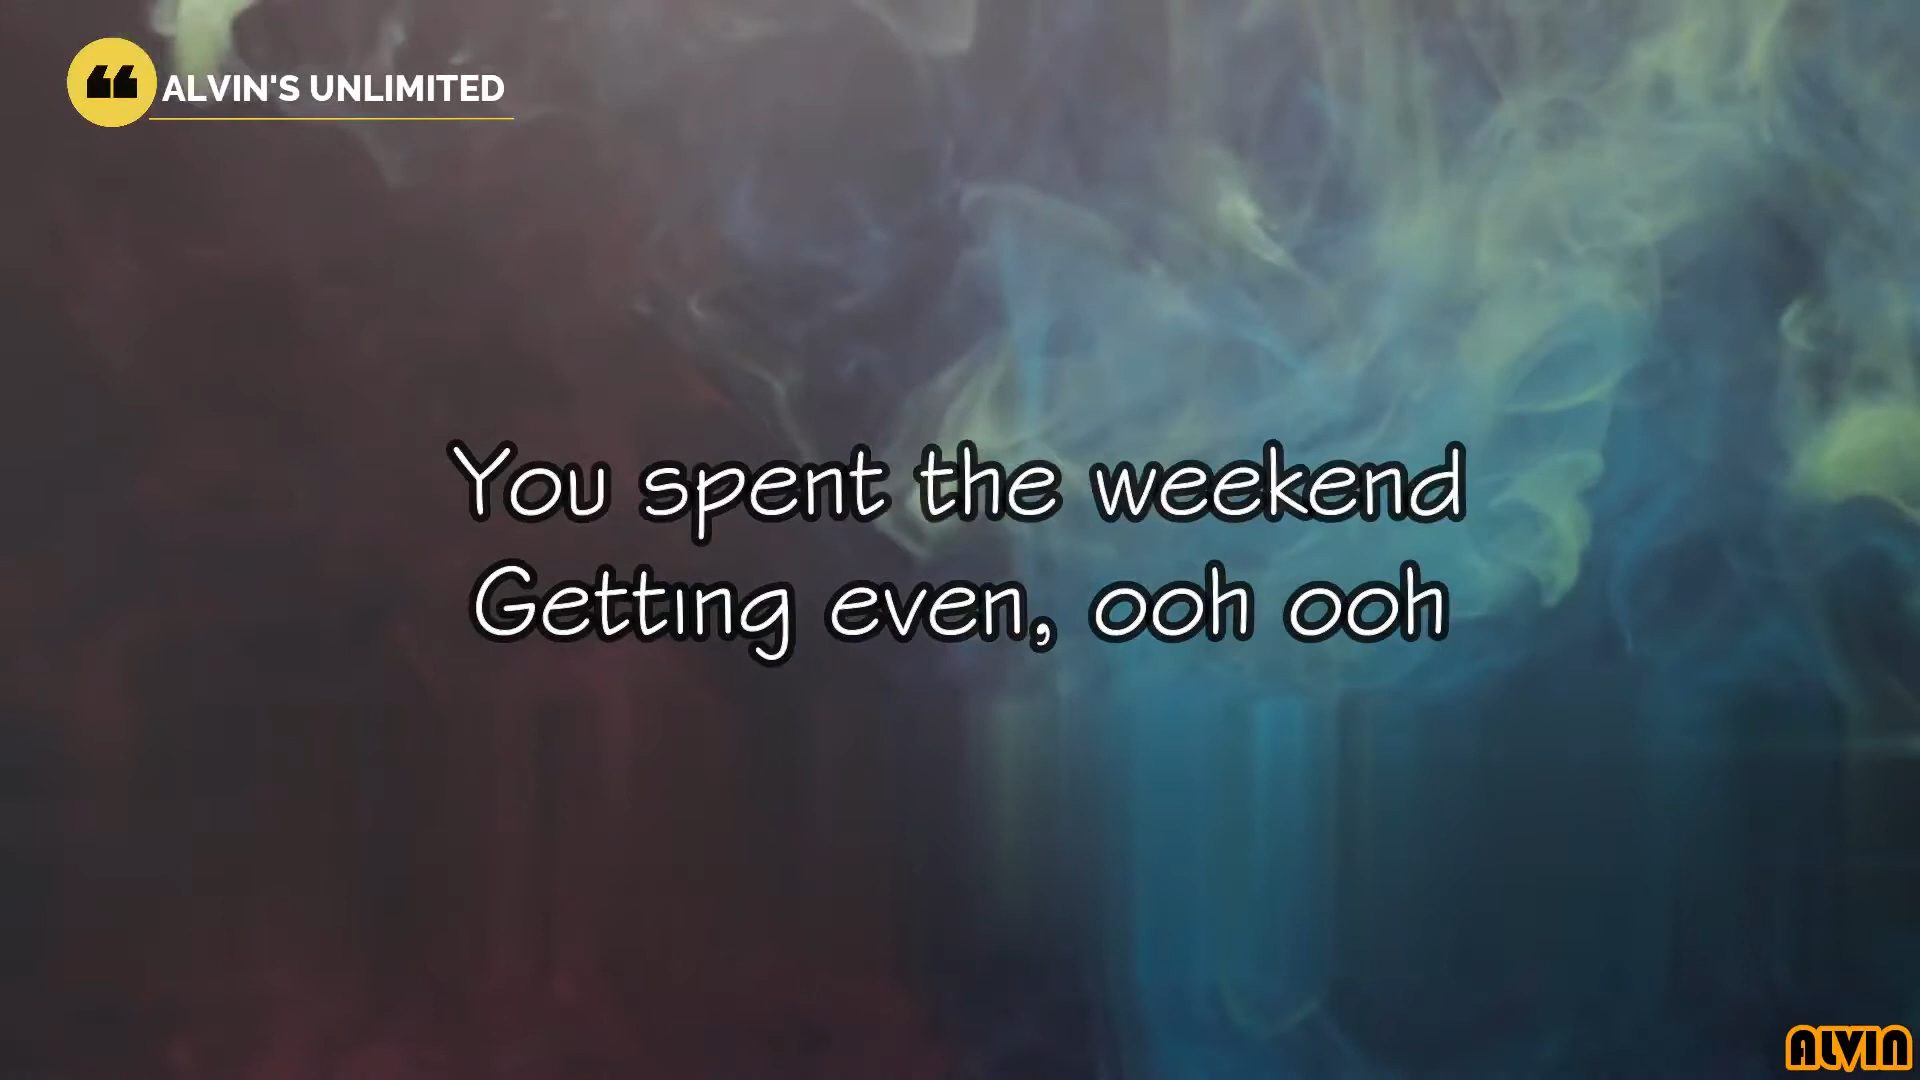 ALVIN'S UNLIMITED
You spent the weekend
Getting even, ooh ooh
ALVIN